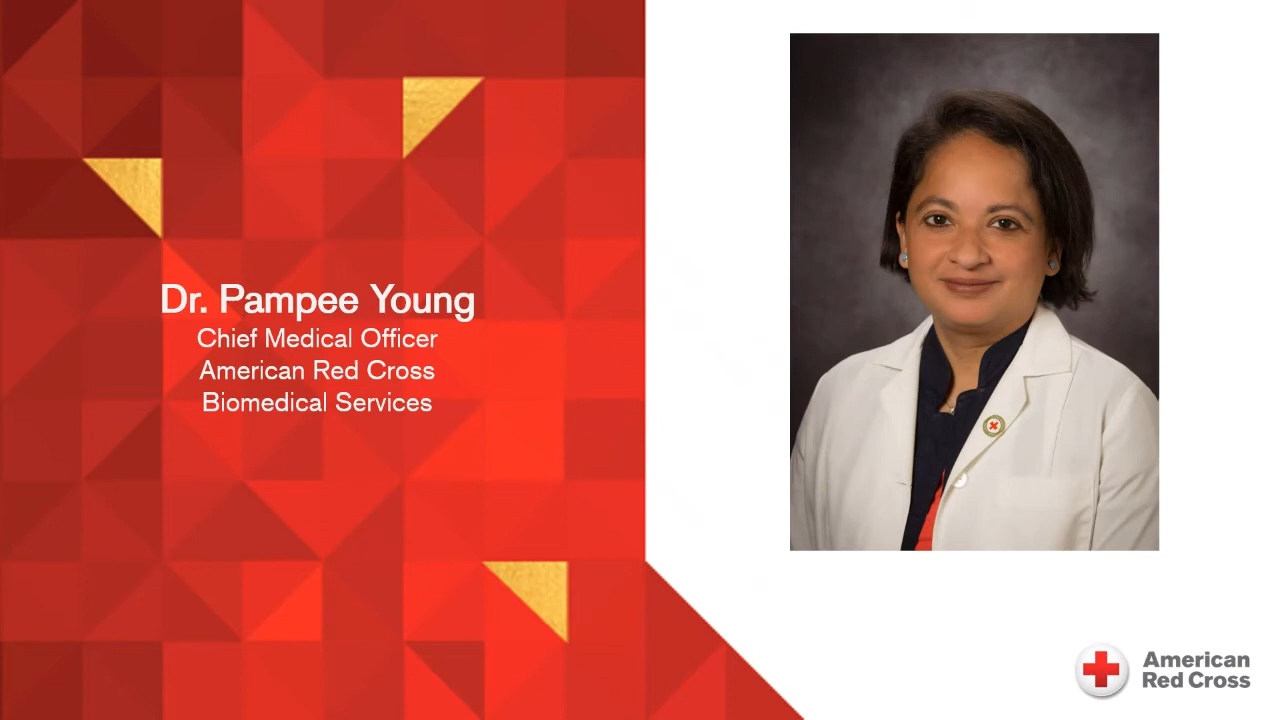 Dr. Pampee Young
Chief Medical Officer
American Red Cross
Biomedical Services
American
Red Cross